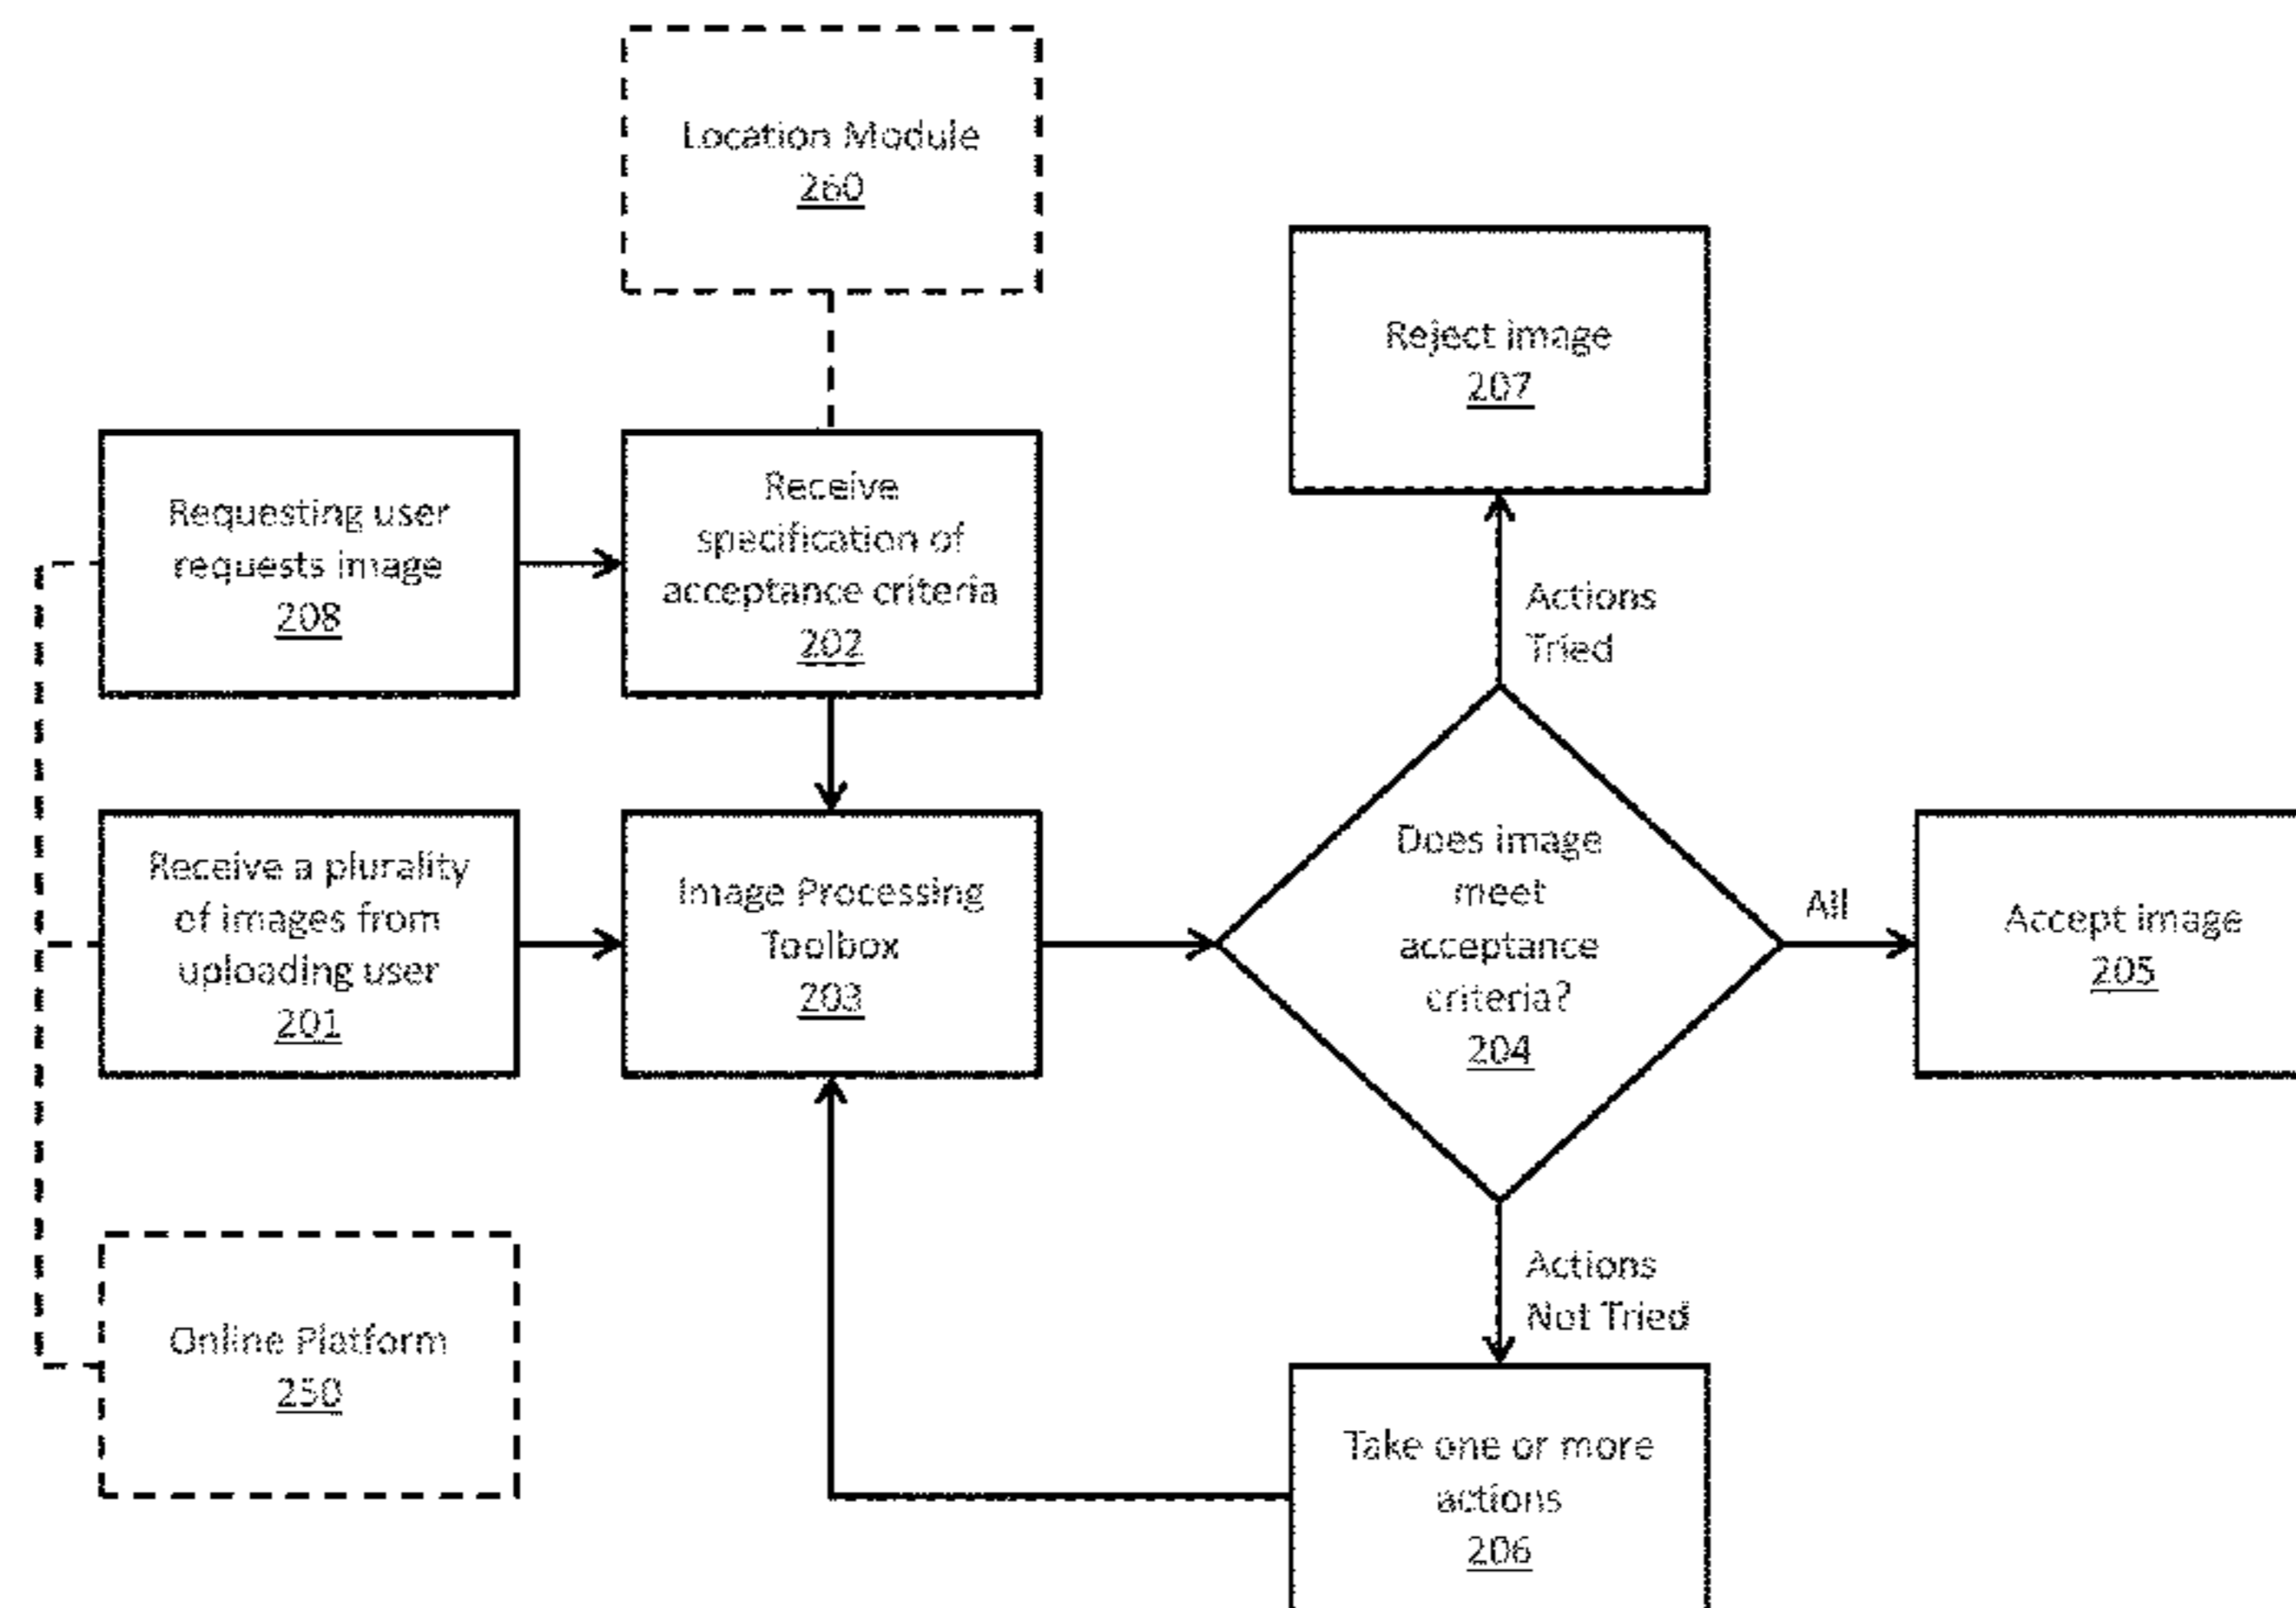 Location Module
260
Reject image
207
Requesting user
requests image
208
Receive
specification of
acceptance criteria
202
Actions
Tried
Receive a plurality
of images from
uploading user
201
Image Processing
Toolbox
203
Does image
meet
acceptance
criteria?
204
All
Accept image
205
Online Platform
250
Actions
Not Tried
Take one or more
actions
206